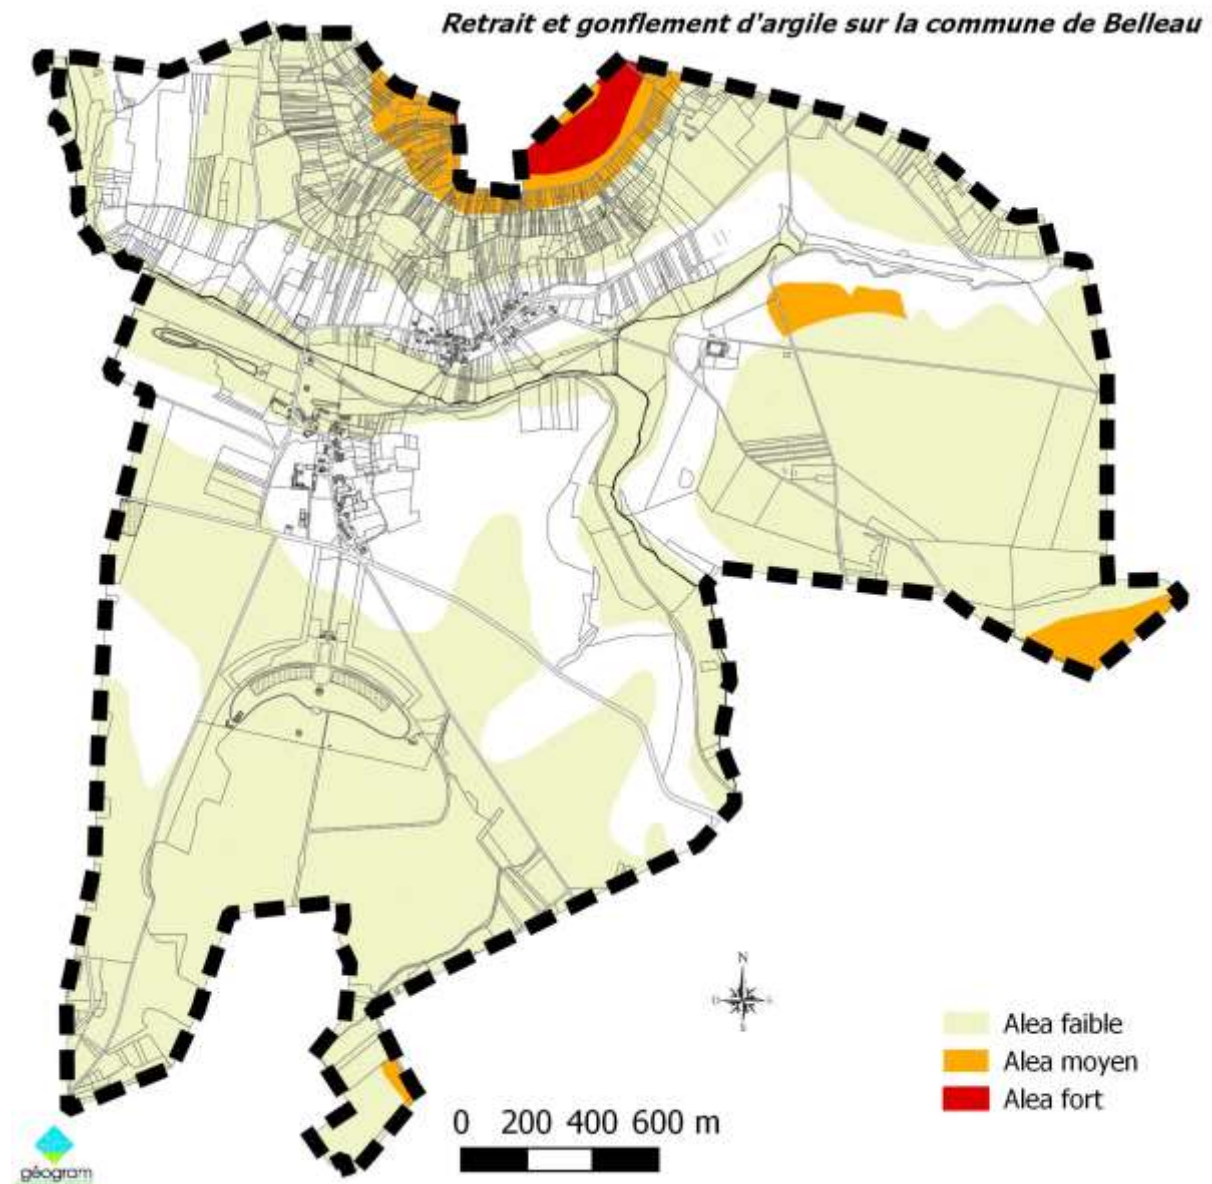 Retrait et gonflement d'argile sur la commune de Belleau
N
S
Alea faible
Alea moyen
Alea fort
0 200 400 600 m
géogram